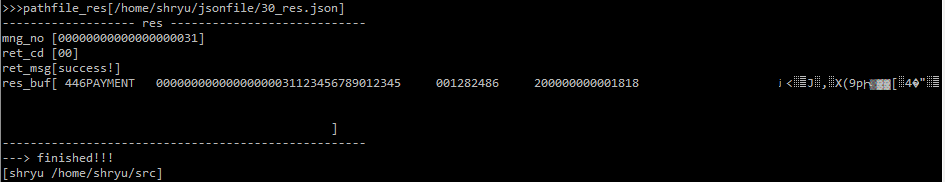 >>>pathfile_res[/home/shryu/jsonfile/30_res.json]
------------------ res --------------------------
mng_no [00000000000000000031]
ret_cd [00]
ret_msg[success!]
res_buf[ 446PAYMENT   00000000000000000031123456789012345     001282486     200000000001818
]
-------------------------------------------------
---> finished!!!
[shryu /home/shryu/src]